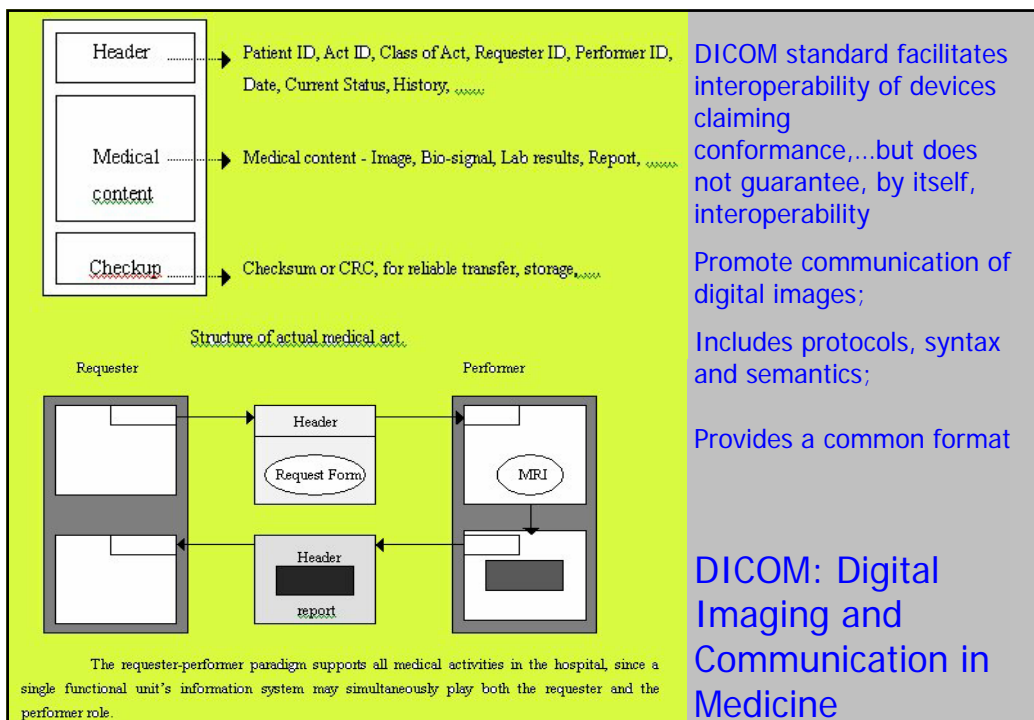 Header
Patient ID, Act ID, Class of Act, Requester ID, Performer ID,
Date, Current Status, History, ......
Medical
content
Medical content - Image, Bio-signal, Lab results, Report, ......
Checkup
Checksum or CRC, for reliable transfer, storage,.....
Structure of actual medical act.
Requester
Performer
Header
Request Form
MRI
Header
report
The requester-performer paradigm supports all medical activities in the hospital, since a
single functional unit's information system may simultaneously play both the requester and the
performer role.
DICOM standard facilitates
interoperability of devices
claiming
conformance,...but does
not guarantee, by itself,
interoperability
Promote communication of
digital images;
Includes protocols, syntax
and semantics;
Provides a common format
DICOM: Digital
Imaging and
Communication in
Medicine